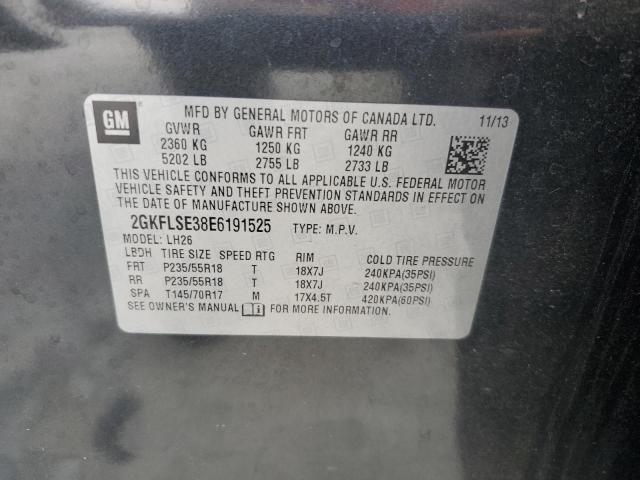 GM
MFD BY GENERAL MOTORS OF CANADA LTD. 11/13
GVWR GAWR FRT GAWR RR
2360 KG 1250 KG 1240 KG
5202 LB 2755 LB 2733 LB
THIS VEHICLE CONFORMS TO ALL APPLICABLE U.S. FEDERAL MOTOR
VEHICLE SAFETY AND THEFT PREVENTION STANDARDS IN EFFECT ON
THE DATE OF MANUFACTURE SHOWN ABOVE.
2GKFLSE38E6191525 TYPE: M.P.V.
MODEL: LH26
LBDH TIRE SIZE SPEED RTG RIM COLD TIRE PRESSURE
FRT P235/55R18 T 18X7J 240KPA(35PSI)
RR P235/55R18 T 18X7J 240KPA(35PSI)
SPA T145/70R17 M 17X4.5T 420KPA(60PSI)
SEE OWNER'S MANUAL FOR MORE INFORMATION.